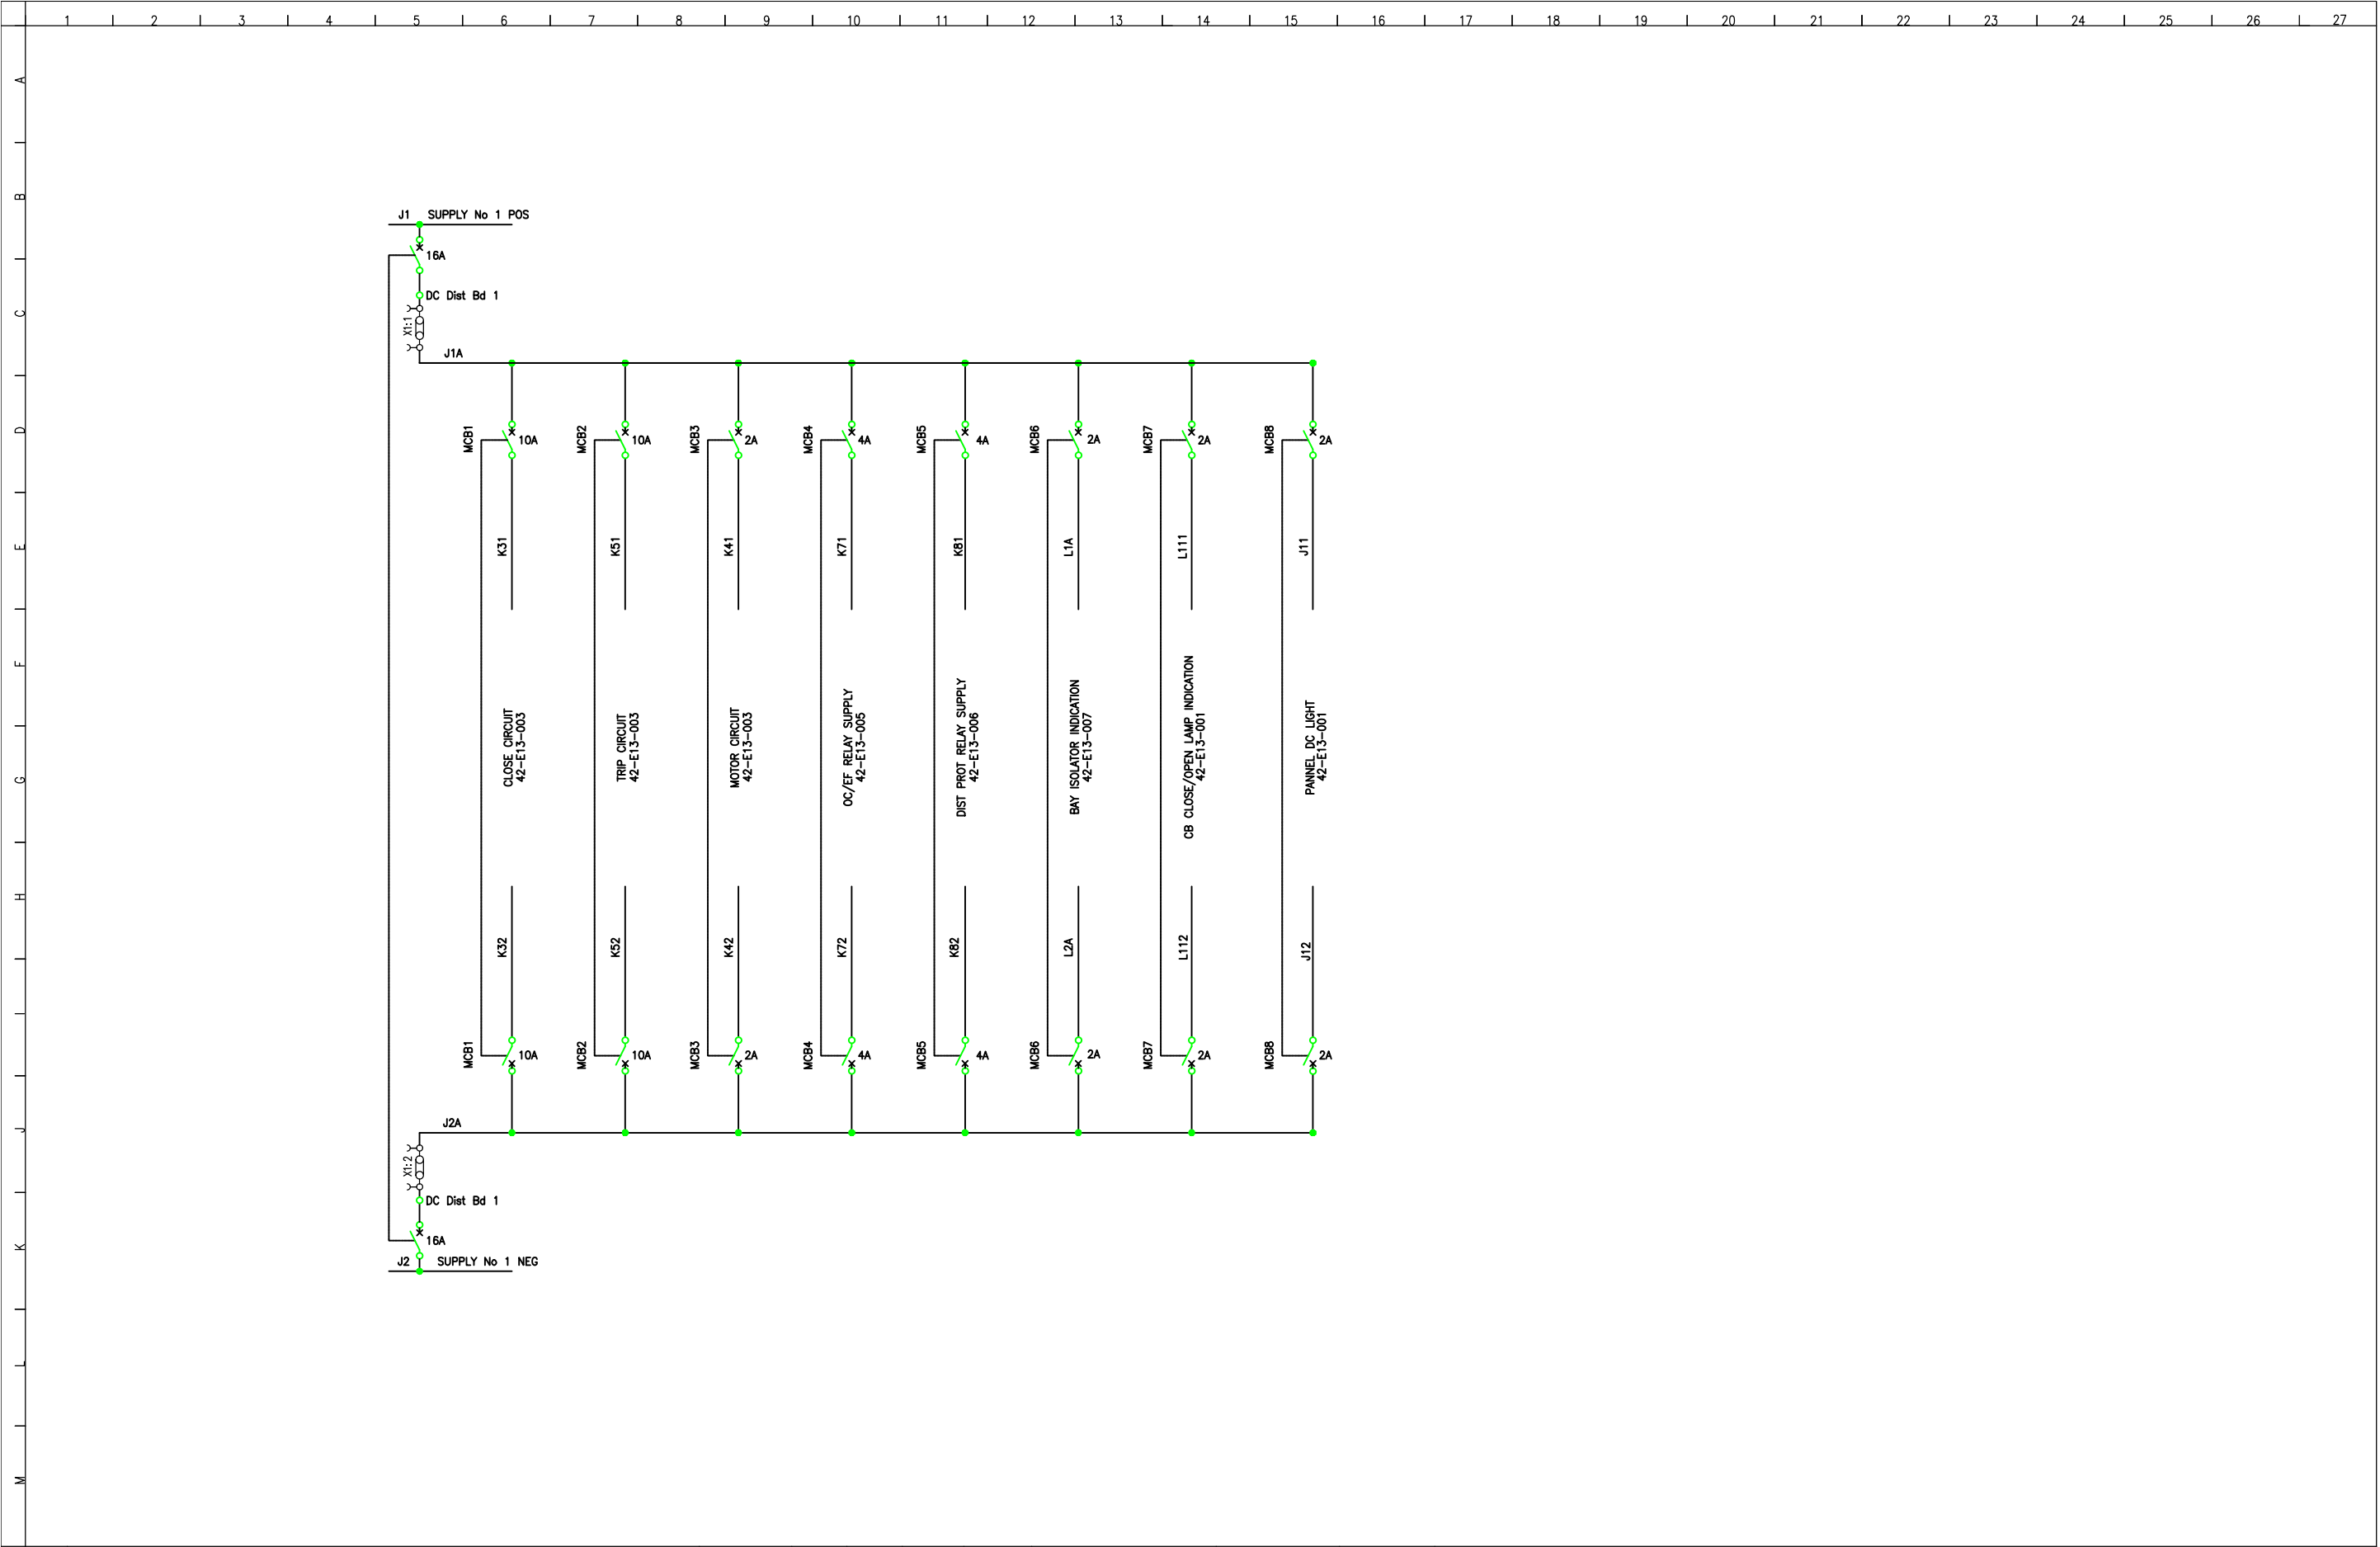 1 2 3 4 5 6 7 8 9 10 11 12 13 14 15 16 17 18 19 20 21 22 23 24 25 26 27
A
B
C
D
E
F
G
H
I
J
K
L
M
J1 SUPPLY No 1 POS
16A
DC Dist Bd 1
X1:1
J1A
MCB1 10A MCB2 10A MCB3 2A MCB4 4A MCB5 4A MCB6 2A MCB7 2A MCB8 2A
K31 K51 K41 K71 K81 L1A L111 J11
CLOSE CIRCUIT
42-E13-003
TRIP CIRCUIT
42-E13-003
MOTOR CIRCUIT
42-E13-003
OC/EF RELAY SUPPLY
42-E13-005
DIST PROT RELAY SUPPLY
42-E13-006
BAY ISOLATOR INDICATION
42-E13-007
CB CLOSE/OPEN LAMP INDICATION
42-E13-001
PANNEL DC LIGHT
42-E13-001
K32 K52 K42 K72 K82 L2A L112 J12
MCB1 10A MCB2 10A MCB3 2A MCB4 4A MCB5 4A MCB6 2A MCB7 2A MCB8 2A
J2A
X1:2
DC Dist Bd 1
16A
J2 SUPPLY No 1 NEG